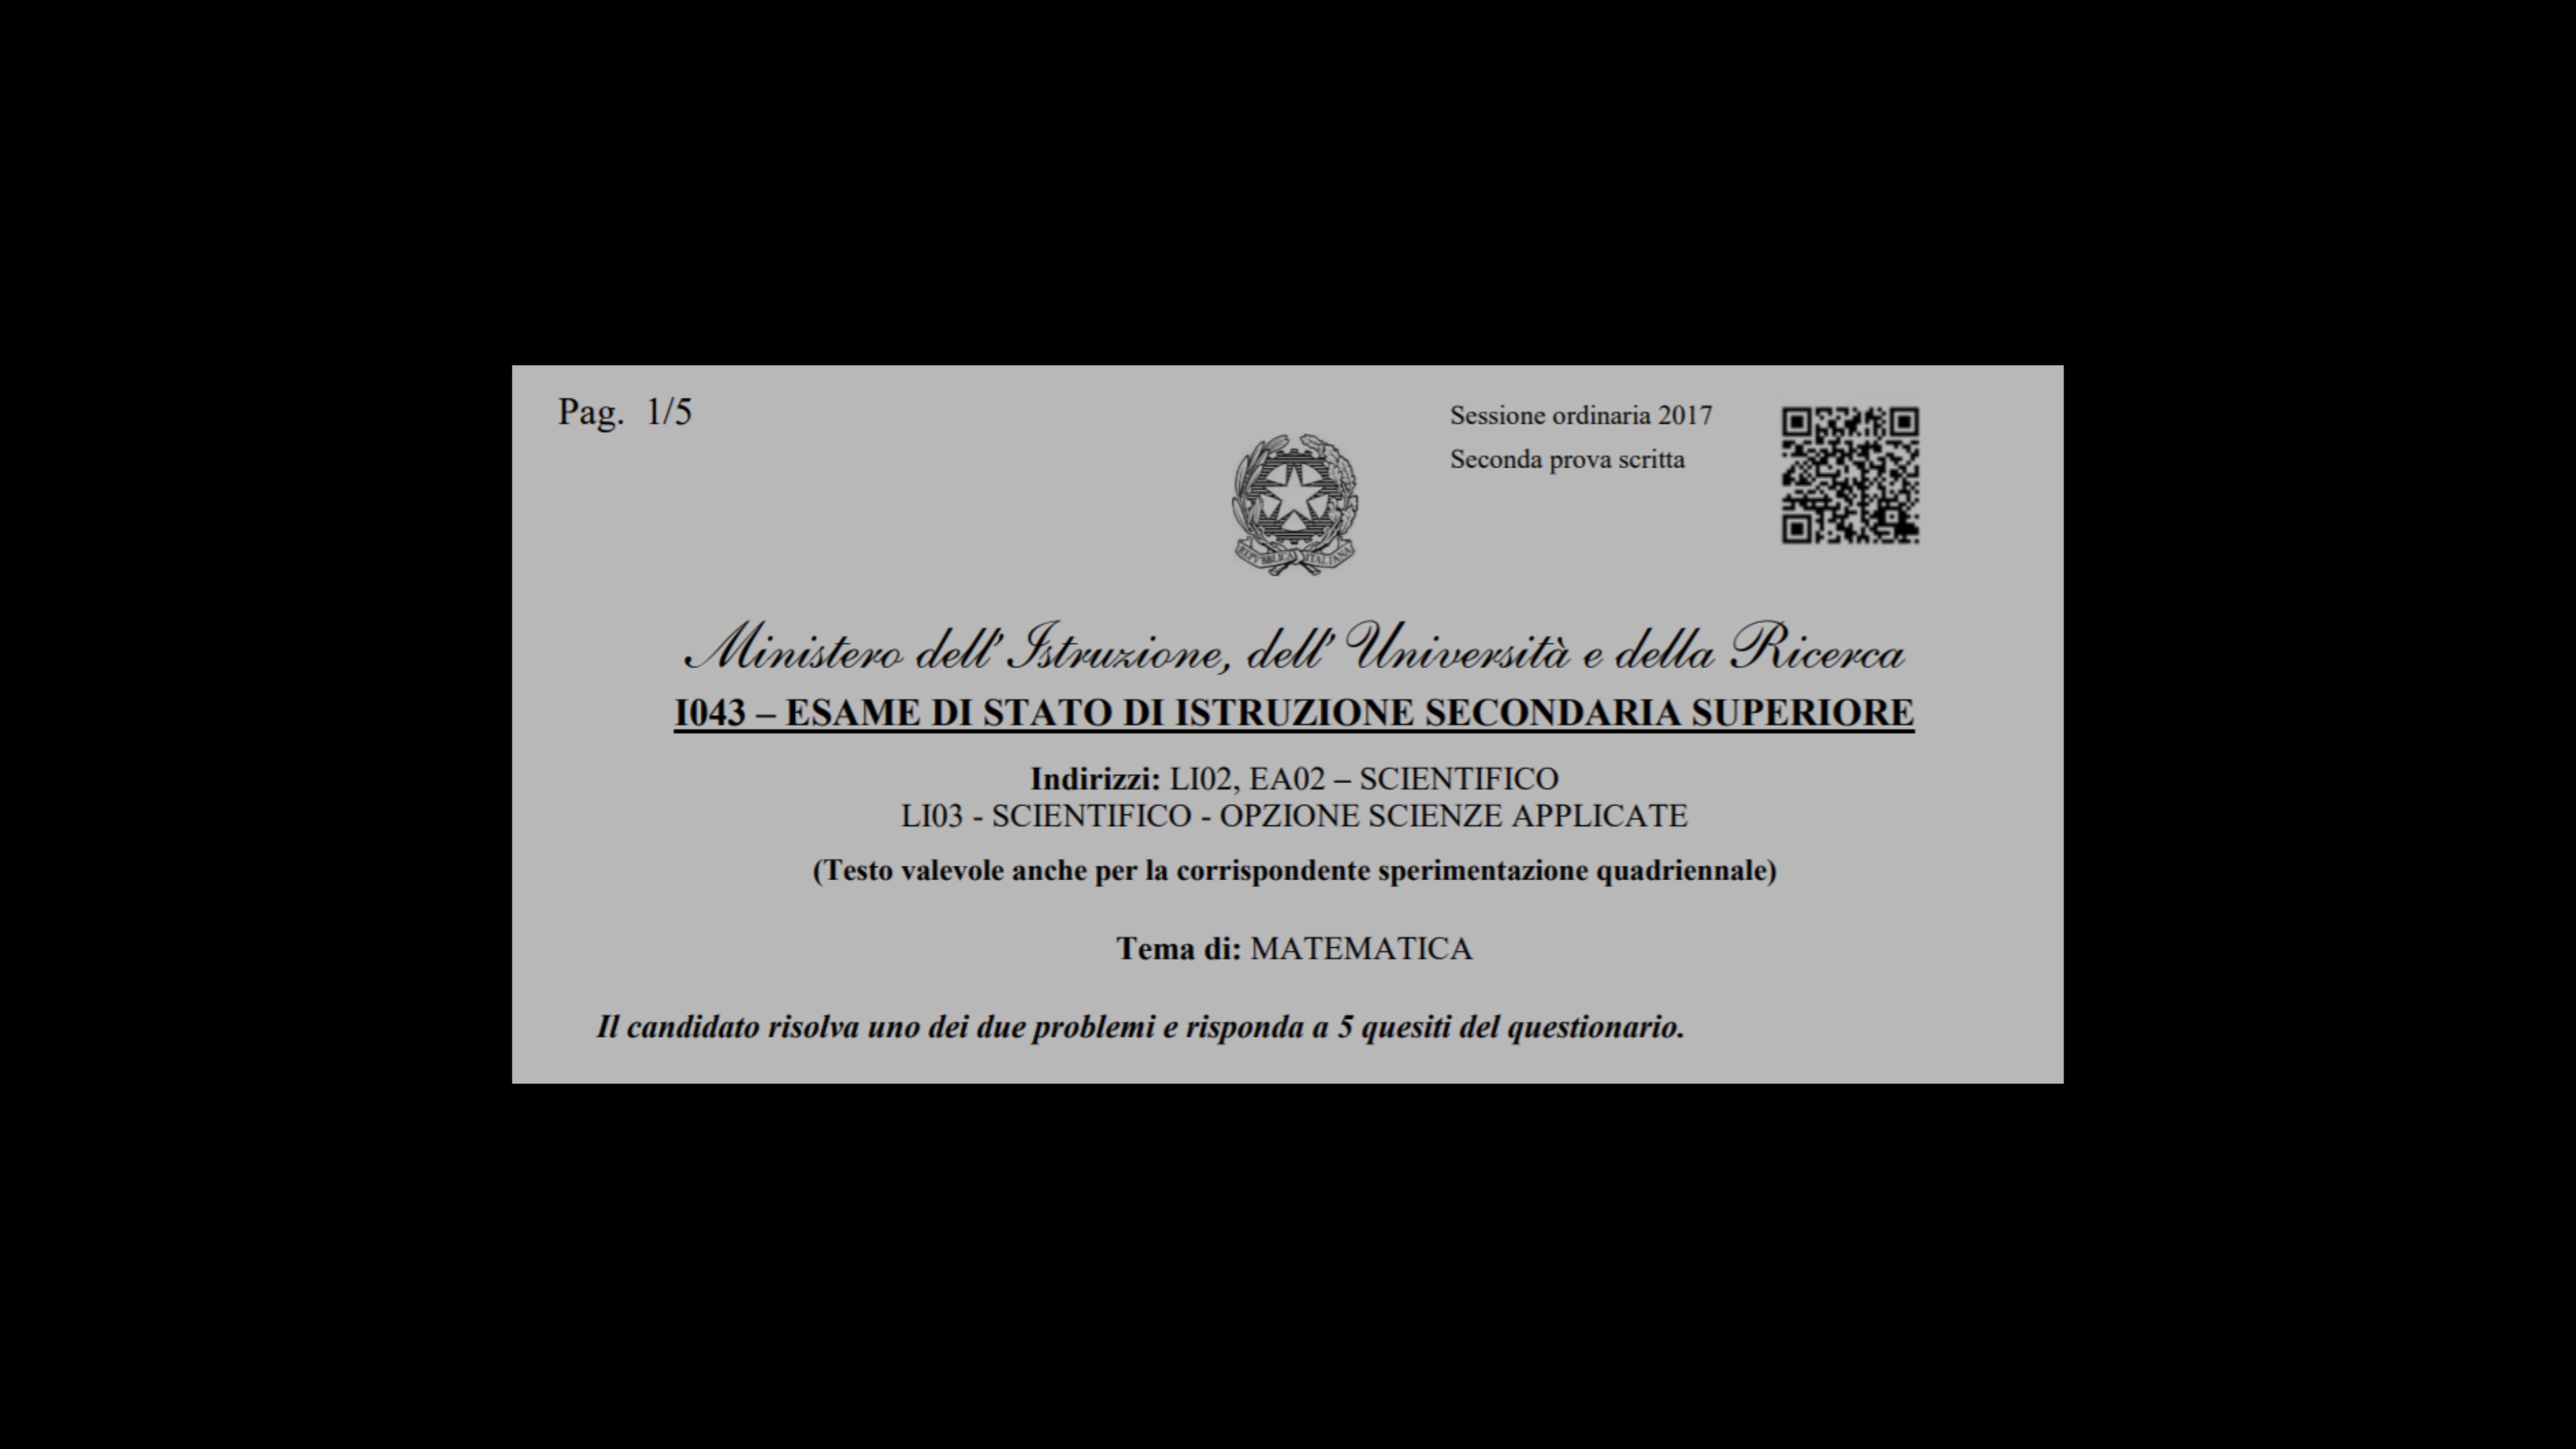 Pag. 1/5
Sessione ordinaria 2017
Seconda prova scritta
REPVBBLICA ITALIANA
Ministero dell'Istruzione, dell'Università e della Ricerca
I043 – ESAME DI STATO DI ISTRUZIONE SECONDARIA SUPERIORE
Indirizzi: LI02, EA02 – SCIENTIFICO
LI03 - SCIENTIFICO - OPZIONE SCIENZE APPLICATE
(Testo valevole anche per la corrispondente sperimentazione quadriennale)
Tema di: MATEMATICA
Il candidato risolva uno dei due problemi e risponda a 5 quesiti del questionario.